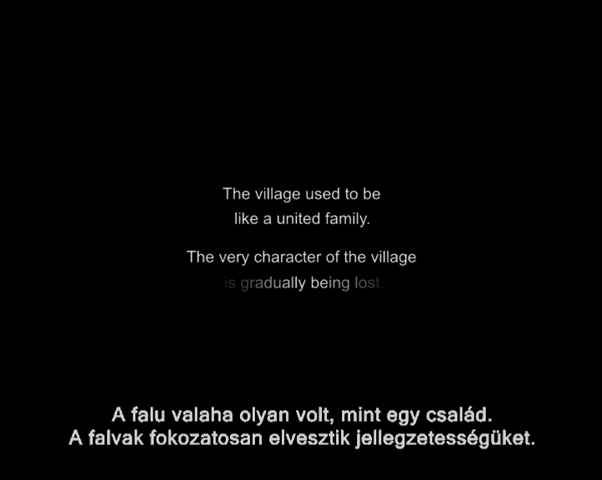 The village used to be
like a united family.
The very character of the village
is gradually being lost.
A falu valaha olyan volt, mint egy család.
A falvak fokozatosan elvesztik jellegzetességüket.